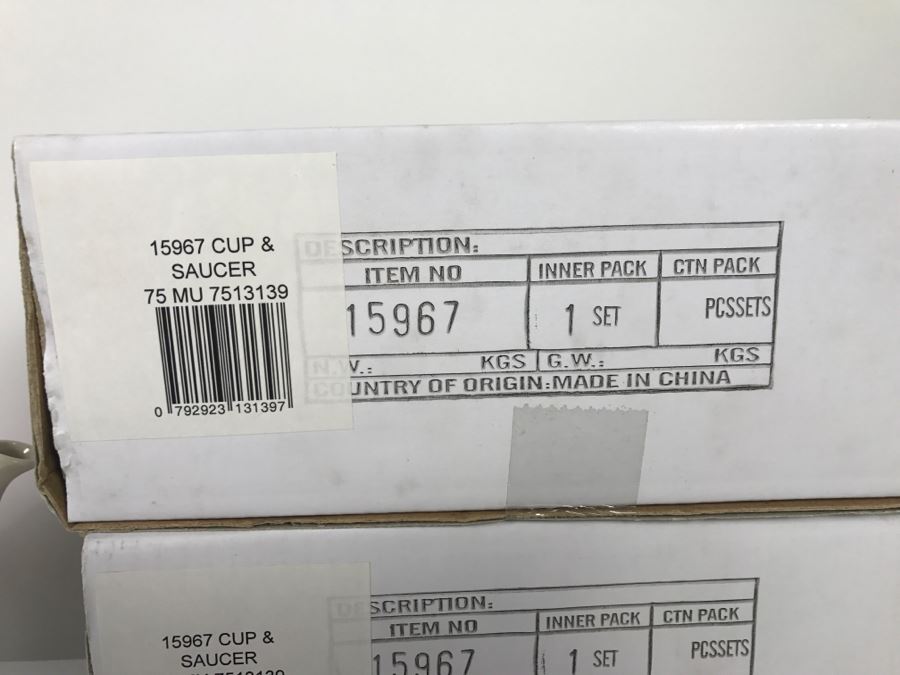 15967 CUP &
SAUCER
75 MU 7513139
0 792923 131397
DESCRIPTION:
ITEM NO INNER PACK CTN PACK
15967 1 SET PCSSETS
N.W.: KGS G.W.: KGS
COUNTRY OF ORIGIN:MADE IN CHINA
15967 CUP &
SAUCER
DESCRIPTION:
ITEM NO INNER PACK CTN PACK
15967 1 SET PCSSETS